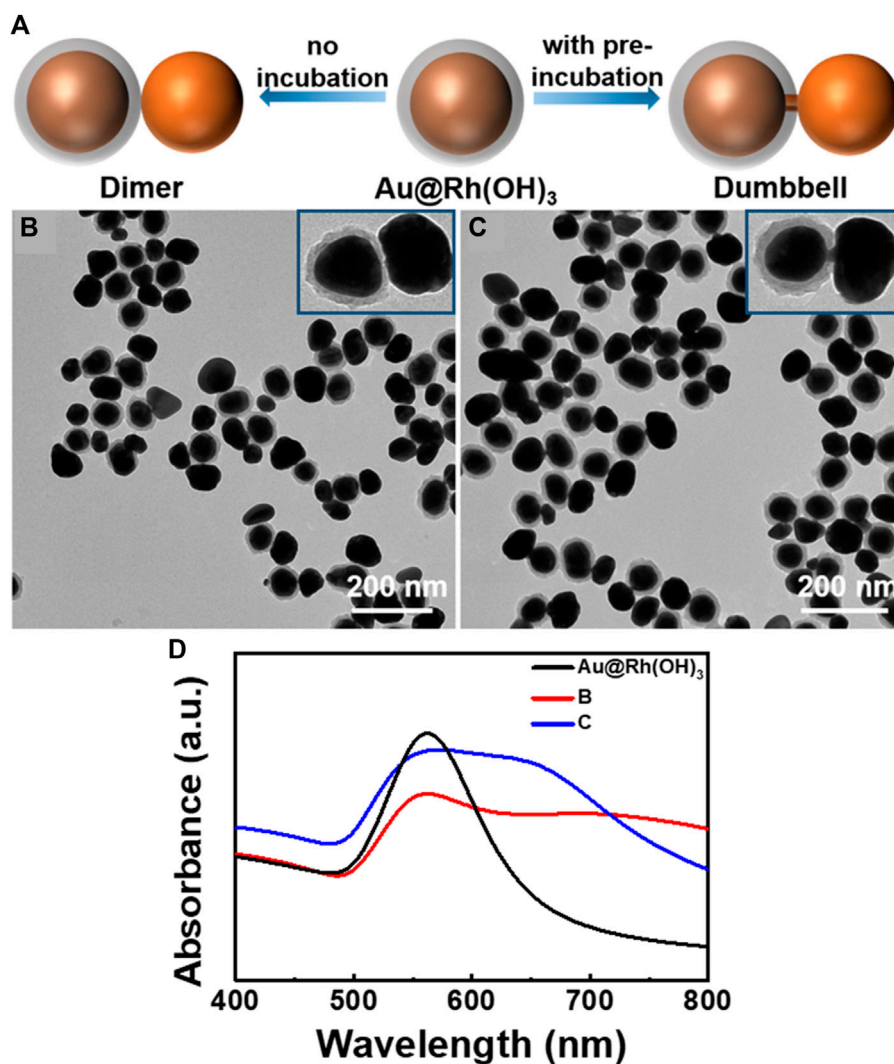 A
no
incubation
with pre-
incubation
Dimer
Au@Rh(OH)₃
Dumbbell
B
200 nm
C
200 nm
D
Absorbance (a.u.)
Au@Rh(OH)₃
B
C
400
500
600
700
800
Wavelength (nm)